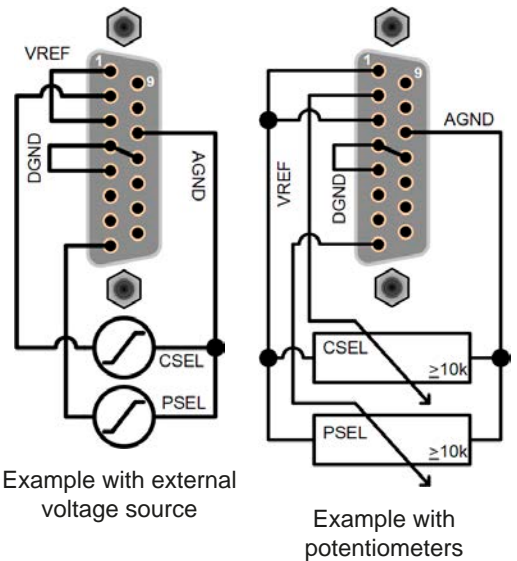 VREF
1
9
DGND
AGND
CSEL
PSEL
Example with external
voltage source
1
9
AGND
VREF
DGND
CSEL
≥10k
PSEL
≥10k
Example with
potentiometers